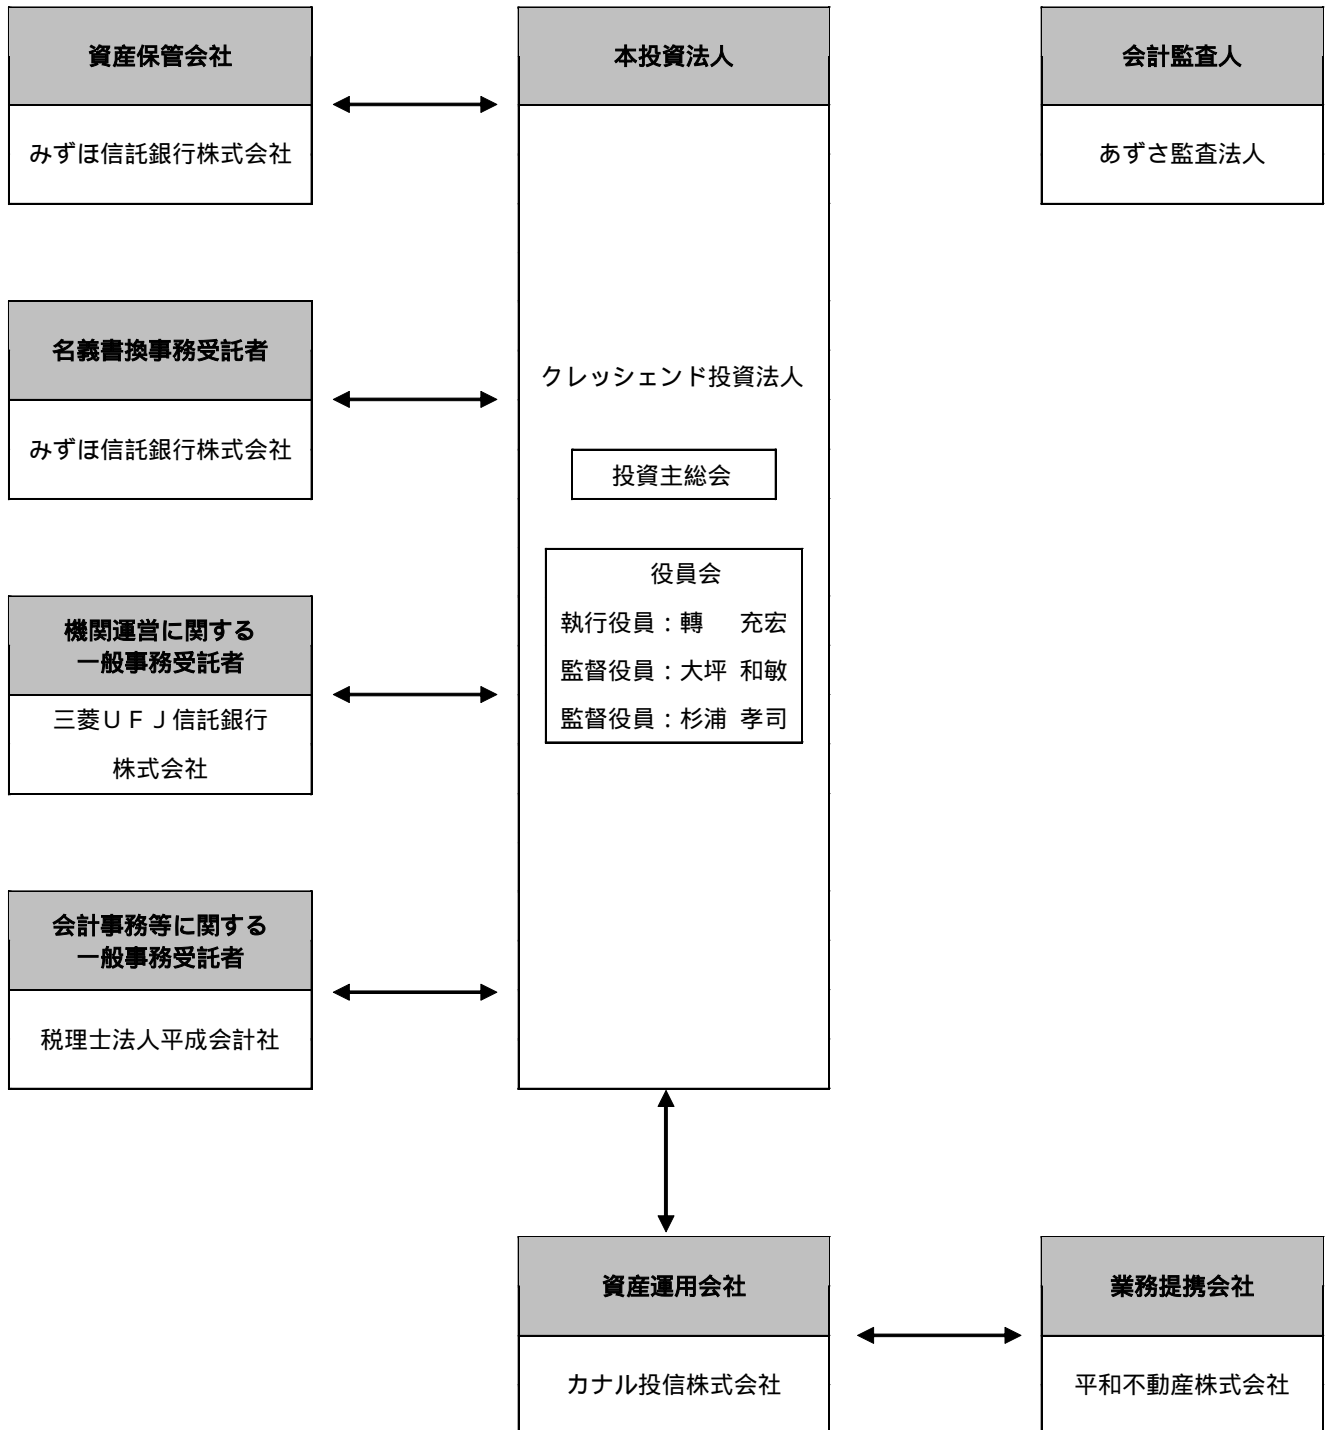 資産保管会社
みずほ信託銀行株式会社
本投資法人
会計監査人
あずさ監査法人
名義書換事務受託者
みずほ信託銀行株式会社
クレッシェンド投資法人
投資主総会
役員会
執行役員：轉　充宏
監督役員：大坪 和敏
監督役員：杉浦 孝司
機関運営に関する
一般事務受託者
三菱ＵＦＪ信託銀行
株式会社
会計事務等に関する
一般事務受託者
税理士法人平成会計社
資産運用会社
カナル投信株式会社
業務提携会社
平和不動産株式会社